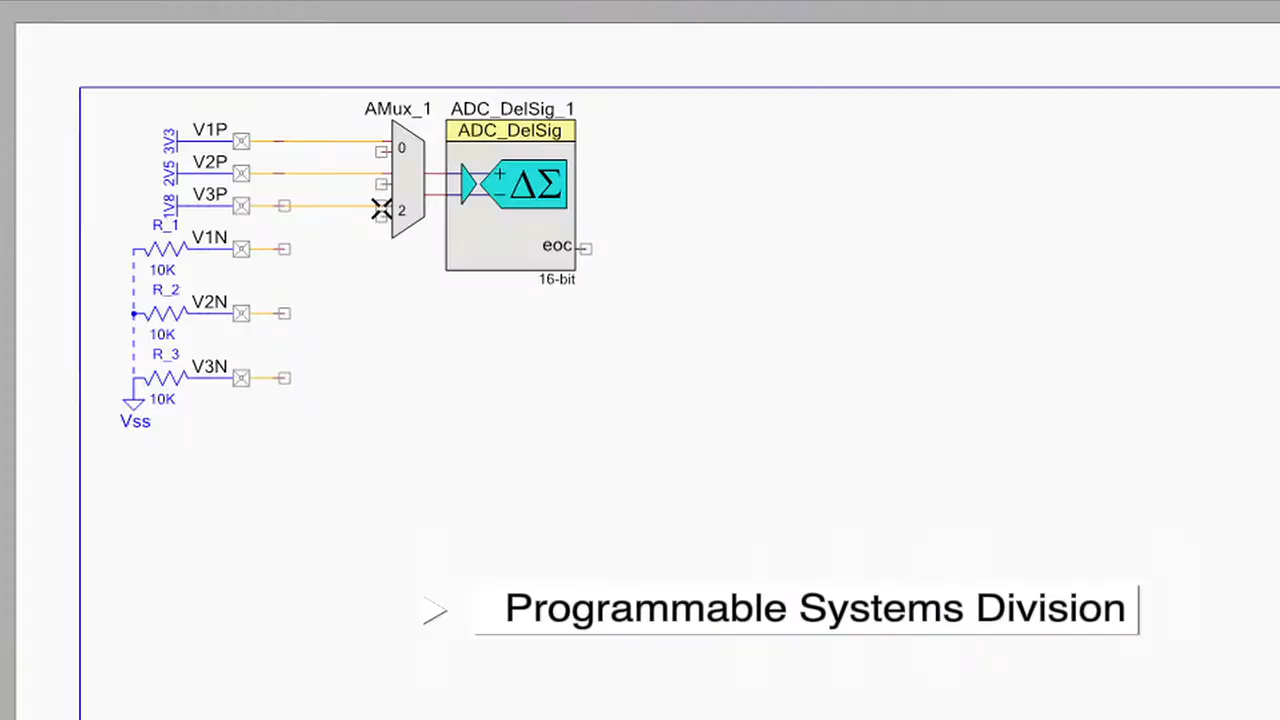 AMux_1
ADC_DelSig_1
ADC_DelSig
3V3
V1P
0
2V5
V2P
+
ΔΣ
−
1V8
V3P
2
R_1
V1N
10K
eoc
16-bit
R_2
V2N
10K
R_3
V3N
10K
Vss
> Programmable Systems Division